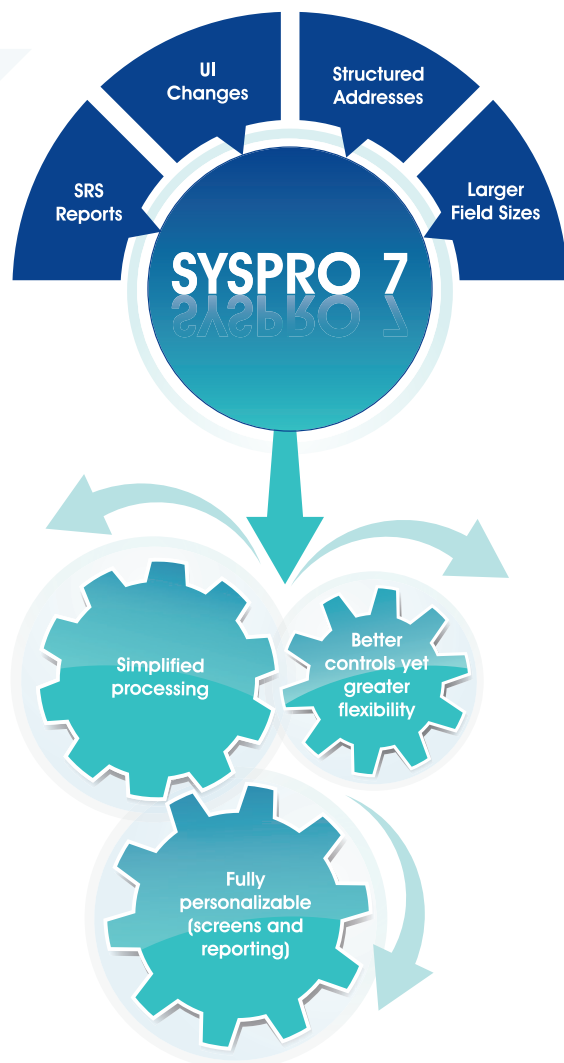 UI
Changes
Structured
Addresses
SRS
Reports
Larger
Field Sizes
SYSPRO 7
Simplified
processing
Better
controls yet
greater
flexibility
Fully
personalizable
(screens and
reporting)